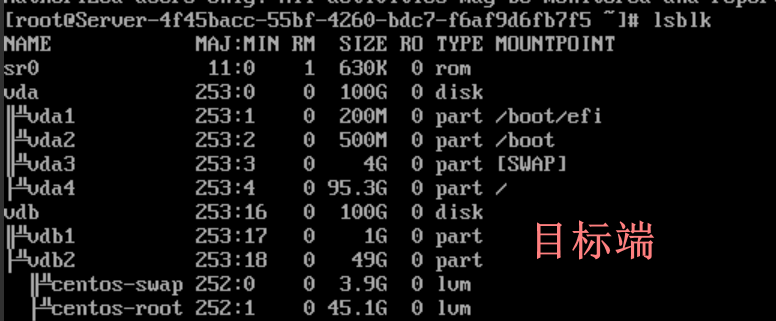 [root@Server-4f45bacc-55bf-4260-bdc7-f6af9d6fb7f5 ~]# lsblk
NAME MAJ:MIN RM SIZE RO TYPE MOUNTPOINT
sr0 11:0 1 630K 0 rom
vda 253:0 0 100G 0 disk
╠╩vda1 253:1 0 200M 0 part /boot/efi
╠╩vda2 253:2 0 500M 0 part /boot
╠╩vda3 253:3 0 4G 0 part [SWAP]
╠╩vda4 253:4 0 95.3G 0 part /
vdb 253:16 0 100G 0 disk
╠╩vdb1 253:17 0 1G 0 part
╠╩vdb2 253:18 0 49G 0 part
╠╩centos-swap 252:0 0 3.9G 0 lvm
╠╩centos-root 252:1 0 45.1G 0 lvm
目标端